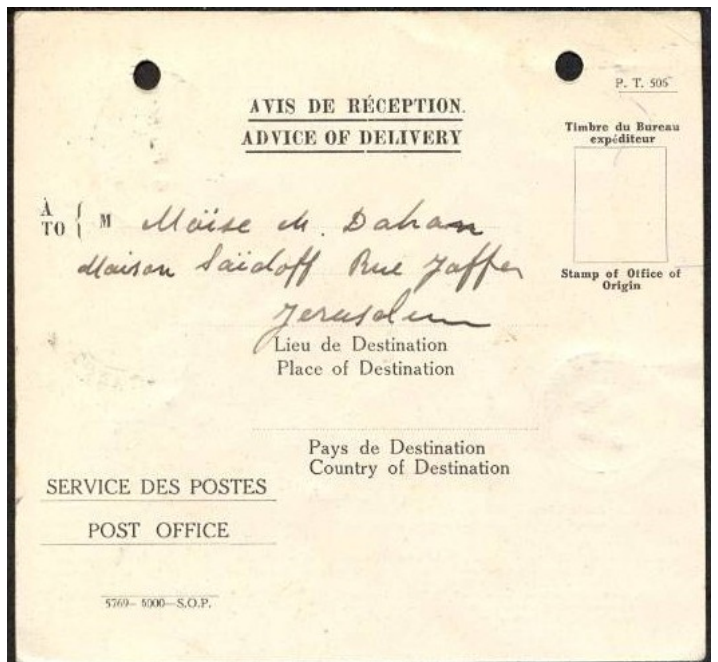 P. T. 506
AVIS DE RÉCEPTION.
ADVICE OF DELIVERY
Timbre du Bureau
expéditeur
À
TO { M Moïse M. Dahan
Maison Saïdoff Rue Jaffa
Jerusalem
Stamp of Office of
Origin
Lieu de Destination
Place of Destination
Pays de Destination
Country of Destination
SERVICE DES POSTES
POST OFFICE
5769— 5000—S.O.P.